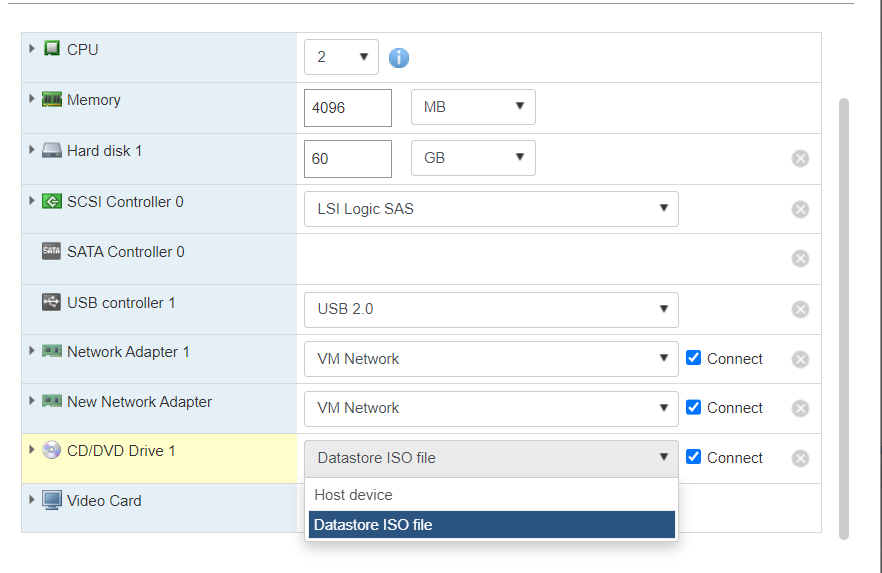 CPU 2
Memory 4096 MB
Hard disk 1 60 GB
SCSI Controller 0 LSI Logic SAS
SATA SATA Controller 0
USB controller 1 USB 2.0
Network Adapter 1 VM Network Connect
New Network Adapter VM Network Connect
CD/DVD Drive 1 Datastore ISO file Connect
Host device
Video Card
Datastore ISO file